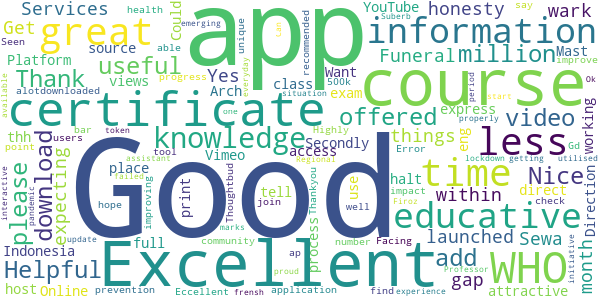 Services health emerging Could YouTube honesty say Suberb
Get great app information wark
Seen source Platform unique recommended Funeral million Mast improve
Thank useful Yes Want class 500k exam express
alotdownloaded views Arch course
certificate offered things WHO
thh bar token users knowledge Vimeo Secondly access less video working
point place time Nice Error eng Gd
please download expecting print tool assistant tell use halt within direct Direction
interactive pandemic hope failed improving Thoughtbud join Highly process Thankyou Regional impact check lockdown getting utilised
Good educative
Indonesia full marks well Facing Firoz launched Sewa month
Helpful community number add gap attractive
update proud ap Professor initiative
host Online prevention Excellent application find experience
Eccellent frensh
able progress everyday can situation one period start properly Ok available